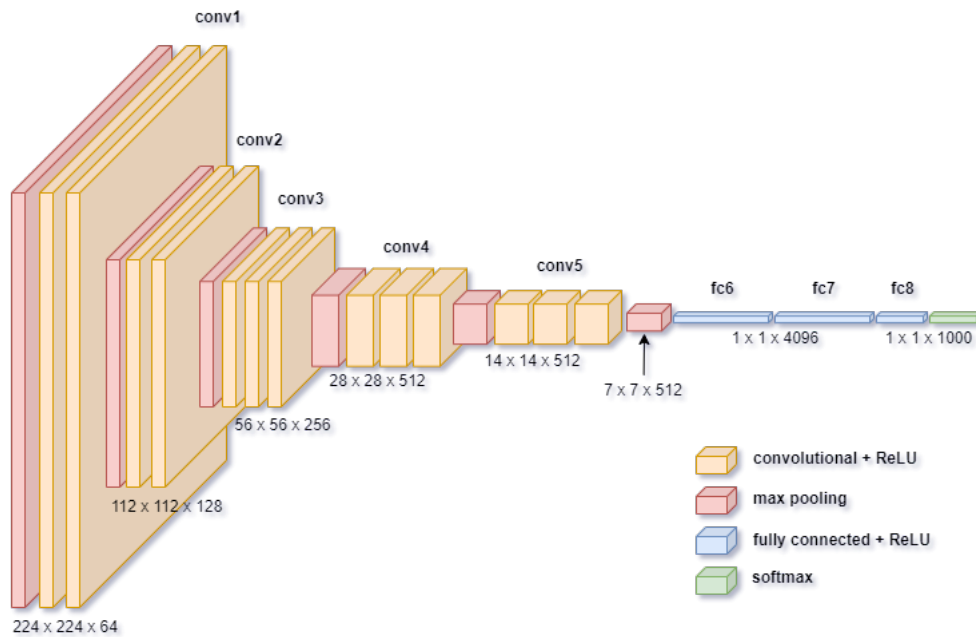 conv1
conv2
conv3
conv4
conv5
fc6
fc7
fc8
1 x 1 x 4096
1 x 1 x 1000
14 x 14 x 512
28 x 28 x 512
7 x 7 x 512
56 x 56 x 256
112 x 112 x 128
224 x 224 x 64
convolutional + ReLU
max pooling
fully connected + ReLU
softmax